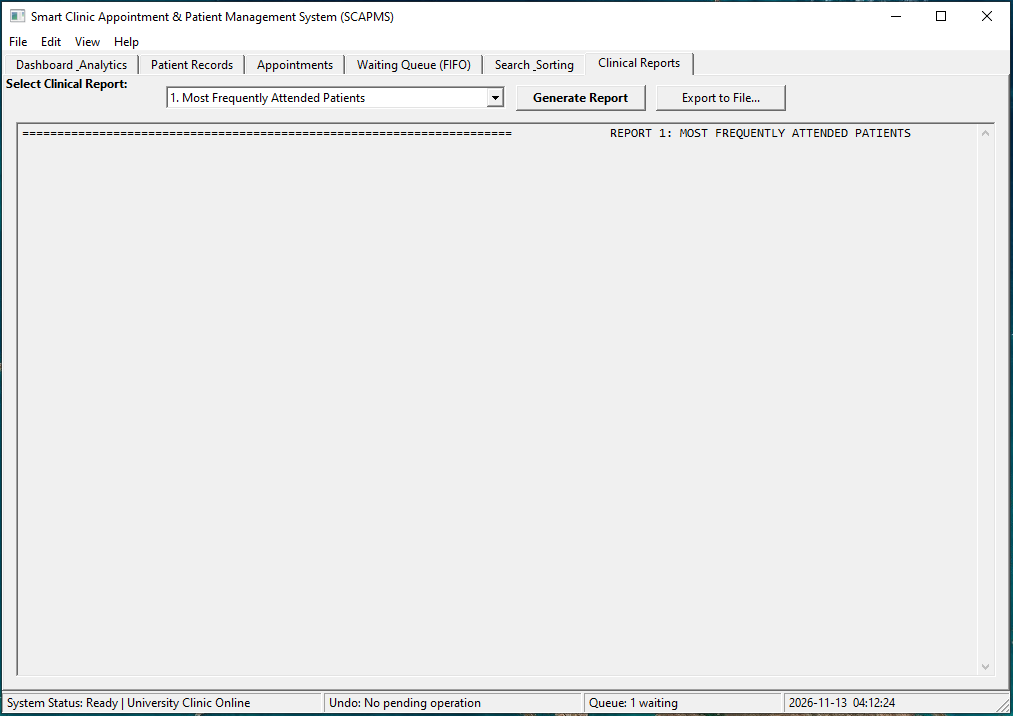 Smart Clinic Appointment & Patient Management System (SCAPMS)
File Edit View Help
Dashboard _Analytics Patient Records Appointments Waiting Queue (FIFO) Search _Sorting Clinical Reports
Select Clinical Report:
1. Most Frequently Attended Patients Generate Report Export to File...
====================================================================== REPORT 1: MOST FREQUENTLY ATTENDED PATIENTS
System Status: Ready | University Clinic Online Undo: No pending operation Queue: 1 waiting 2026-11-13 04:12:24